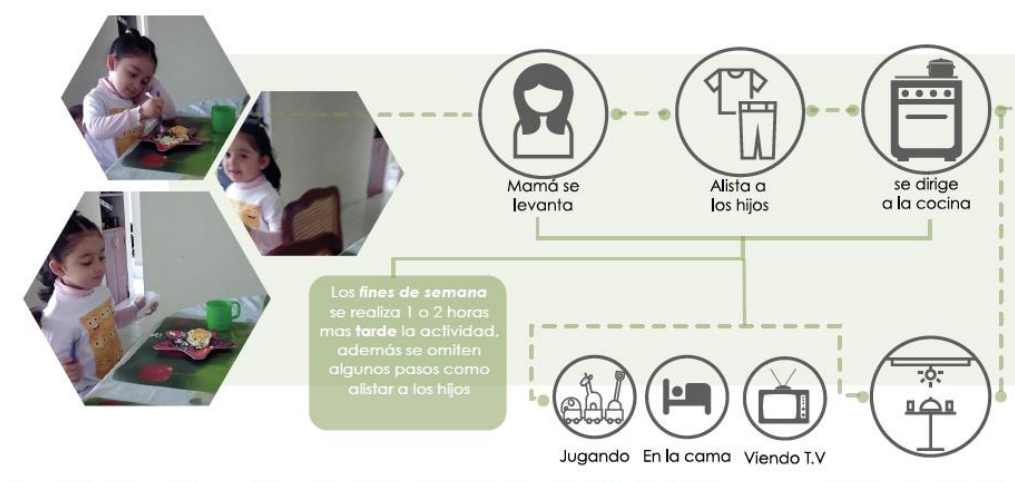 Mamá se
levanta
Alista a
los hijos
se dirige
a la cocina
Los fines de semana
se realiza 1 o 2 horas
mas tarde la actividad,
además se omiten
algunos pasos como
alistar a los hijos
Jugando
En la cama
Viendo T.V